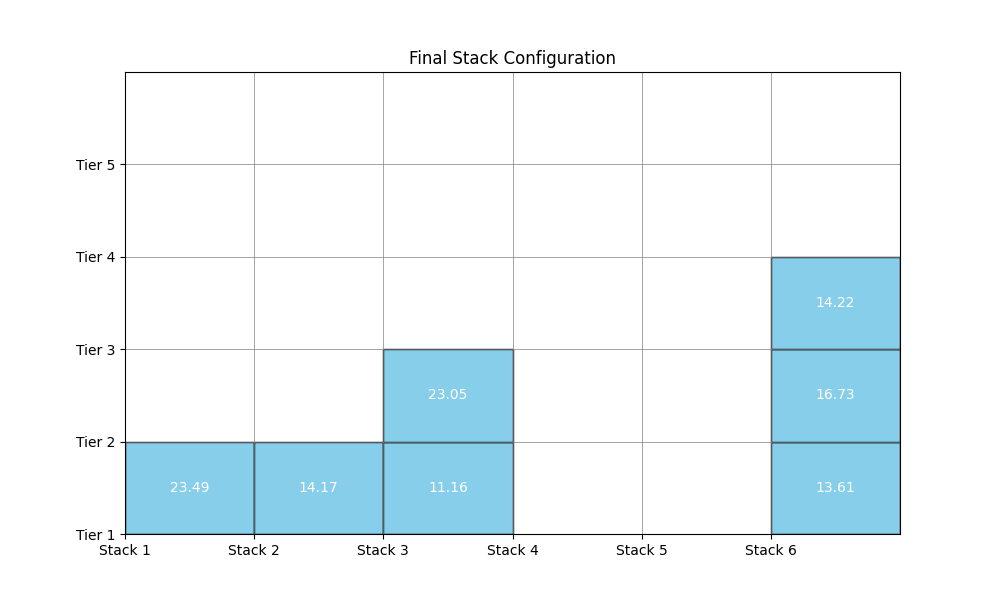 Final Stack Configuration
Tier 5
Tier 4
14.22
Tier 3
23.05
16.73
Tier 2
23.49
14.17
11.16
13.61
Tier 1
Stack 1
Stack 2
Stack 3
Stack 4
Stack 5
Stack 6